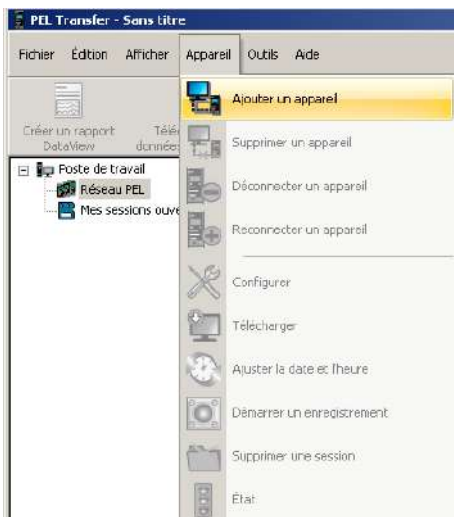 PEL Transfer - Sans titre
Fichier Édition Afficher Appareil Outils Aide
Créer un rapport
DataView
Ajouter un appareil
Supprimer un appareil
Déconnecter un appareil
Reconnecter un appareil
Configurer
Télécharger
Ajuster la date et l'heure
Démarrer un enregistrement
Supprimer une session
État
Poste de travail
Réseau PEL
Mes sessions ouve